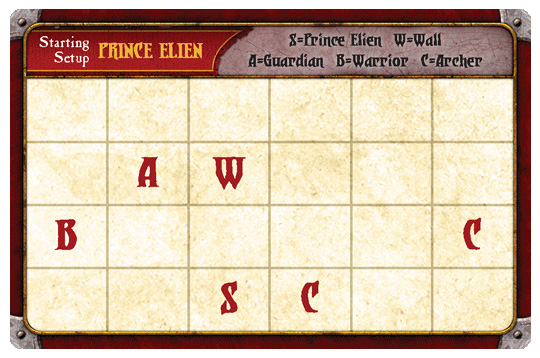 Starting Setup PRINCE ELIEN
S=Prince Elien W=Wall
A=Guardian B=Warrior C=Archer
A W
B C
S C